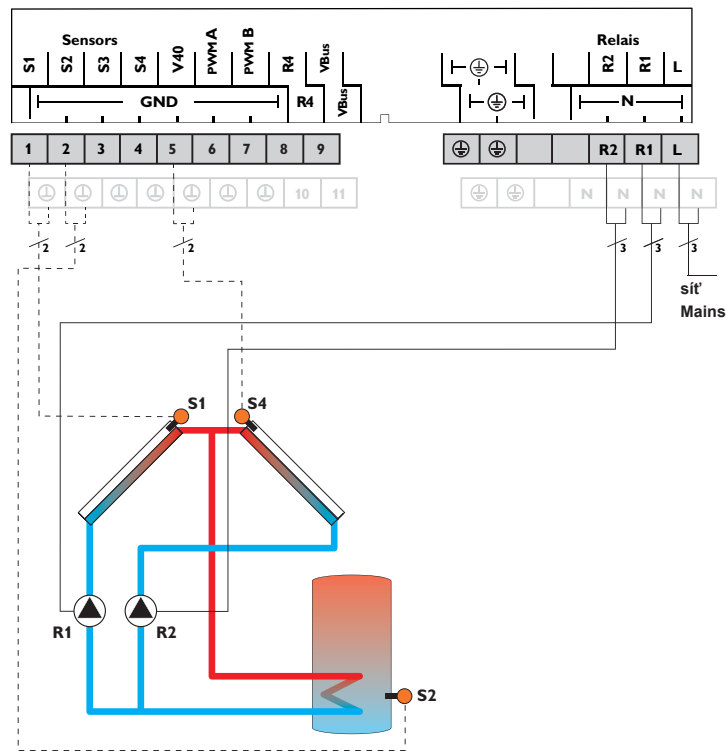 Sensors
Relais
S1 S2 S3 S4 V40 PWM A PWM B R4 VBus
R2 R1 L
GND R4 VBus
N
1 2 3 4 5 6 7 8 9
R2 R1 L
10 11
N N N N
2 2 2 3 3 3
síť
Mains
S1 S4
R1 R2
S2